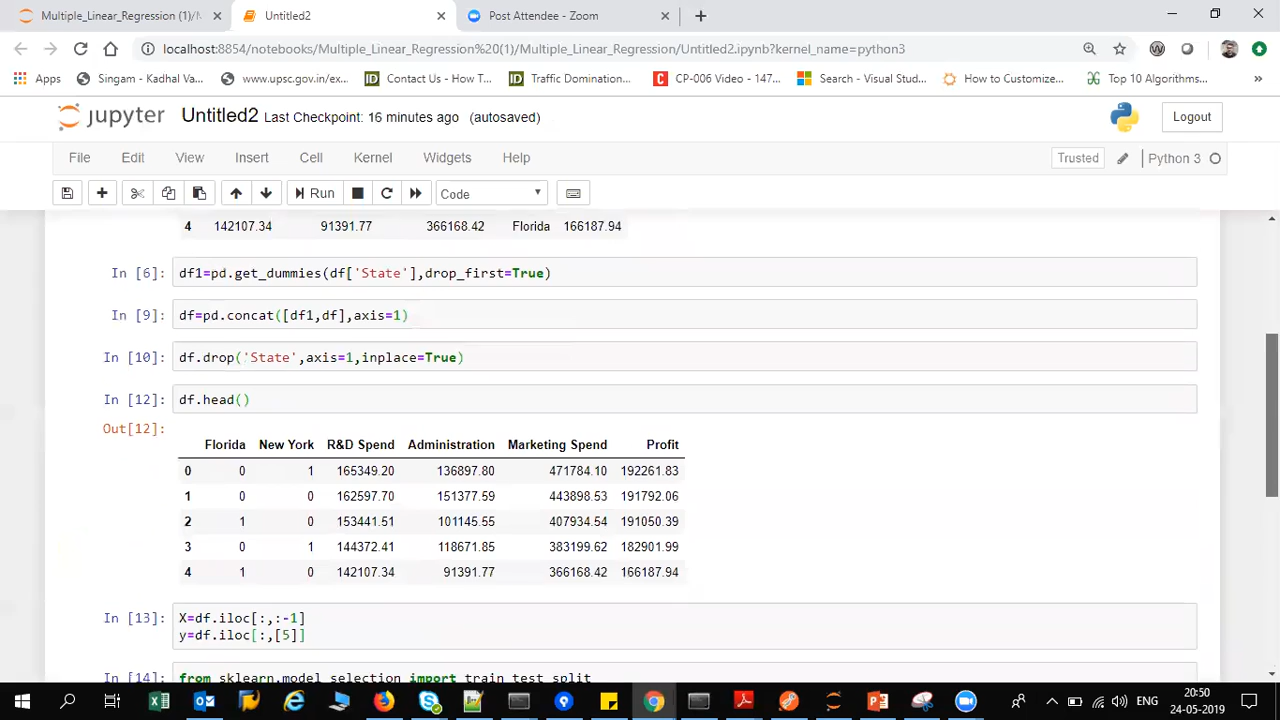 Multiple_Linear_Regression (1)/M
Untitled2
Post Attendee - Zoom
localhost:8854/notebooks/Multiple_Linear_Regression%20(1)/Multiple_Linear_Regression/Untitled2.ipynb?kernel_name=python3
Apps
Singam - Kadhal Va...
www.upsc.gov.in/ex...
Contact Us - How T...
Traffic Domination...
CP-006 Video - 147...
Search - Visual Stud...
How to Customize...
Top 10 Algorithms...
jupyter Untitled2 Last Checkpoint: 16 minutes ago (autosaved)
Logout
File Edit View Insert Cell Kernel Widgets Help
Trusted
Python 3
Run
Code
4 142107.34 91391.77 366168.42 Florida 166187.94
In [6]: df1=pd.get_dummies(df['State'],drop_first=True)
In [9]: df=pd.concat([df1,df],axis=1)
In [10]: df.drop('State',axis=1,inplace=True)
In [12]: df.head()
Out[12]:
Florida New York R&D Spend Administration Marketing Spend Profit
0 0 1 165349.20 136897.80 471784.10 192261.83
1 0 0 162597.70 151377.59 443898.53 191792.06
2 1 0 153441.51 101145.55 407934.54 191050.39
3 0 1 144372.41 118671.85 383199.62 182901.99
4 1 0 142107.34 91391.77 366168.42 166187.94
In [13]: X=df.iloc[:,:-1]
y=df.iloc[:,[5]]
In [14]: from sklearn.model_selection import train_test_split
ENG
20:50
24-05-2019